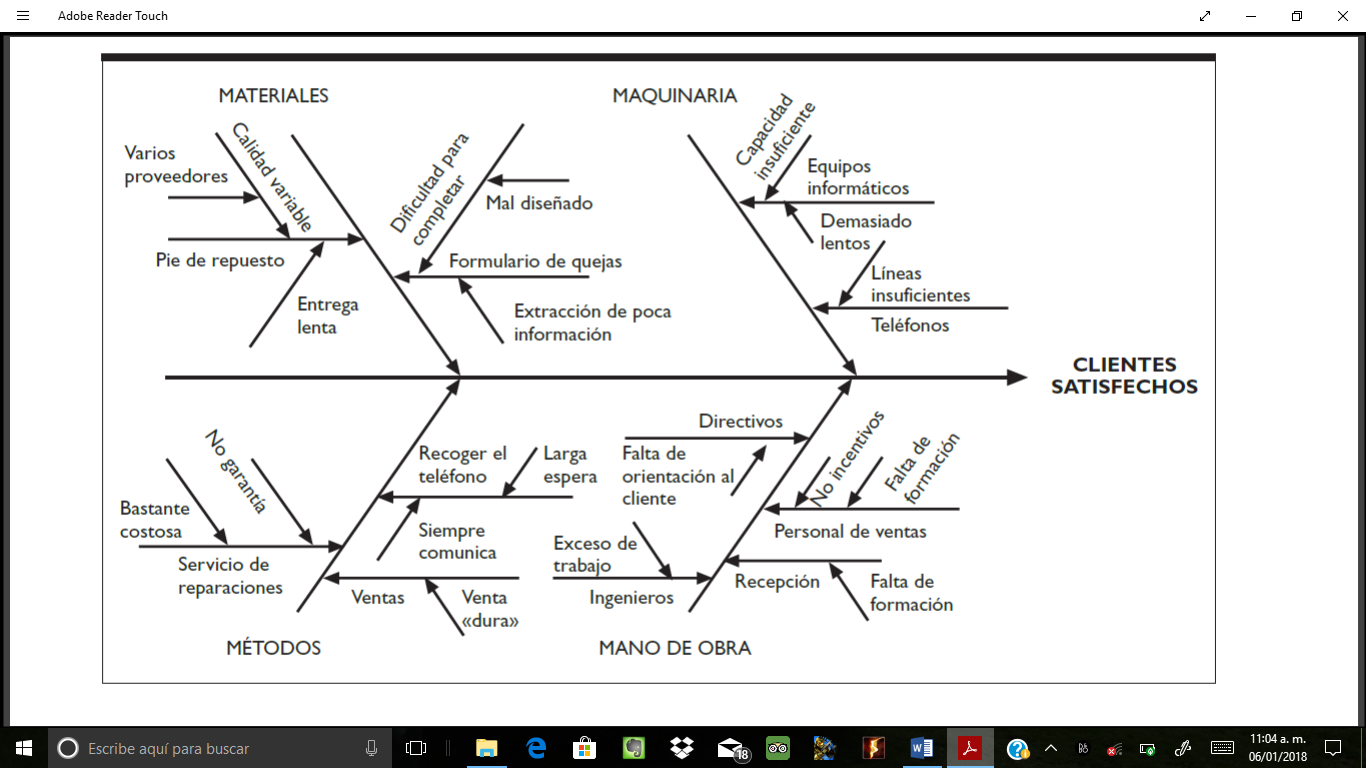 Adobe Reader Touch
MATERIALES
MAQUINARIA
Varios
proveedores
Calidad variable
Pie de repuesto
Entrega
lenta
Dificultad para
completar
Mal diseñado
Formulario de quejas
Extracción de poca
información
Capacidad
insuficiente
Equipos
informáticos
Demasiado
lentos
Líneas
insuficientes
Teléfonos
CLIENTES
SATISFECHOS
No garantía
Bastante
costosa
Servicio de
reparaciones
Recoger el
teléfono
Larga
espera
Siempre
comunica
Ventas
Venta
«dura»
Directivos
Falta de
orientación al
cliente
No incentivos
Falta de
formación
Personal de ventas
Exceso de
trabajo
Ingenieros
Recepción
Falta de
formación
MÉTODOS
MANO DE OBRA
Escribe aquí para buscar
18
11:04 a. m.
06/01/2018